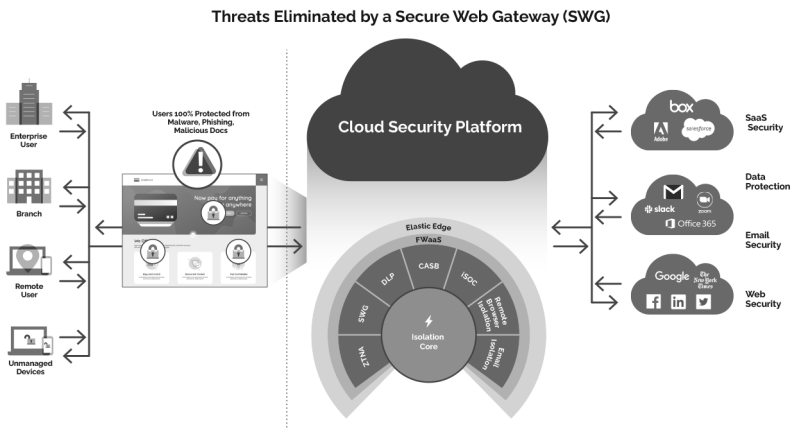 Threats Eliminated by a Secure Web Gateway (SWG)
Enterprise
User
Branch
Remote
User
Unmanaged
Devices
Users 100% Protected from
Malware, Phishing,
Malicious Docs
Now pay for anything
anywhere
Cloud Security Platform
Elastic Edge
FWaaS
ZTNA
SWG
DLP
CASB
iSOC
Remote
Browser
Isolation
Email
Isolation
Isolation
Core
box
Adobe
salesforce
slack
zoom
Office 365
Google
The
New York
Times
f
in
SaaS
Security
Data
Protection
Email
Security
Web
Security